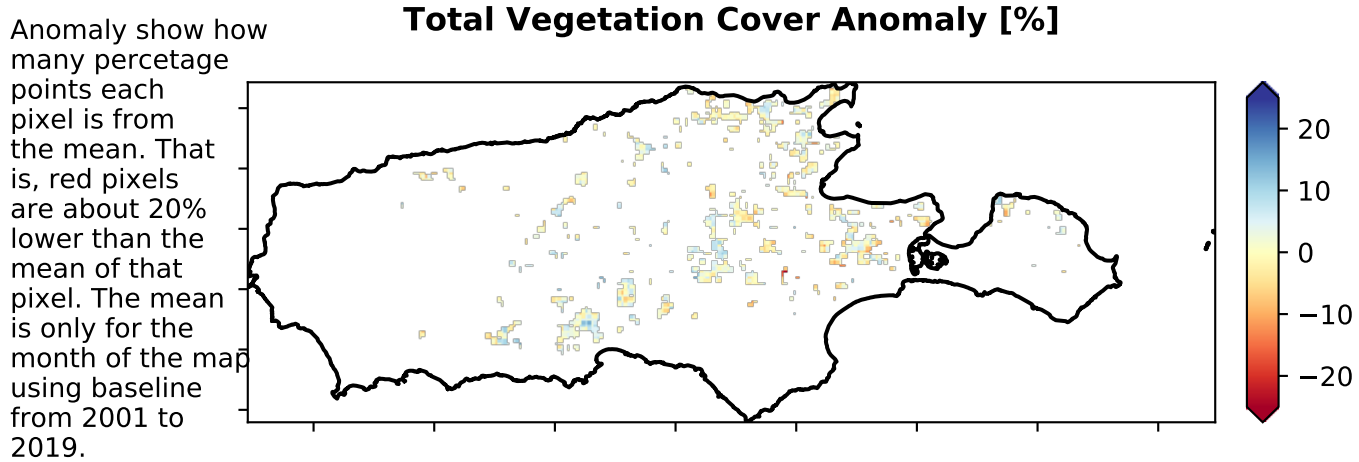 Total Vegetation Cover Anomaly [%]
Anomaly show how
many percetage
points each
pixel is from
the mean. That
is, red pixels
are about 20%
lower than the
mean of that
pixel. The mean
is only for the
month of the map
using baseline
from 2001 to
2019.
20
10
0
−10
−20